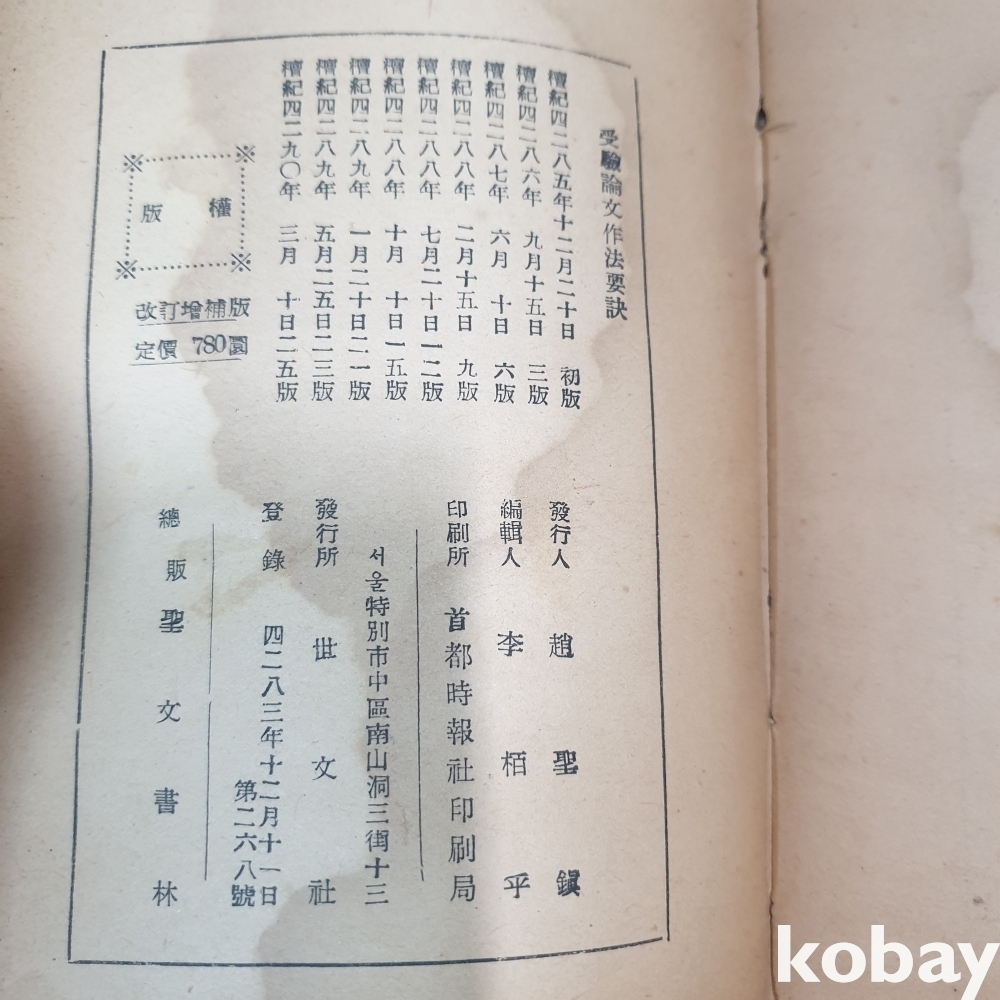 受驗論文作法要訣
檀紀四二八五年十二月二十日 初版
檀紀四二八六年 九月十五日 三版
檀紀四二八七年 六月 十日 六版
檀紀四二八八年 二月十五日 九版
檀紀四二八八年 七月二十日一二版
檀紀四二八八年 十月 十日一五版
檀紀四二八九年 一月二十日二一版
檀紀四二八九年 五月二五日二三版
檀紀四二九〇年 三月 十日二五版
版權
改訂增補版
定價 780圜
發行人 趙聖鎭
編輯人 李栢乎
印刷所 首都時報社印刷局
서울特別市中區南山洞三街十三
發行所 世文社
登錄 四二八三年十二月十一日
第二六八號
總販 聖文書林
kobay